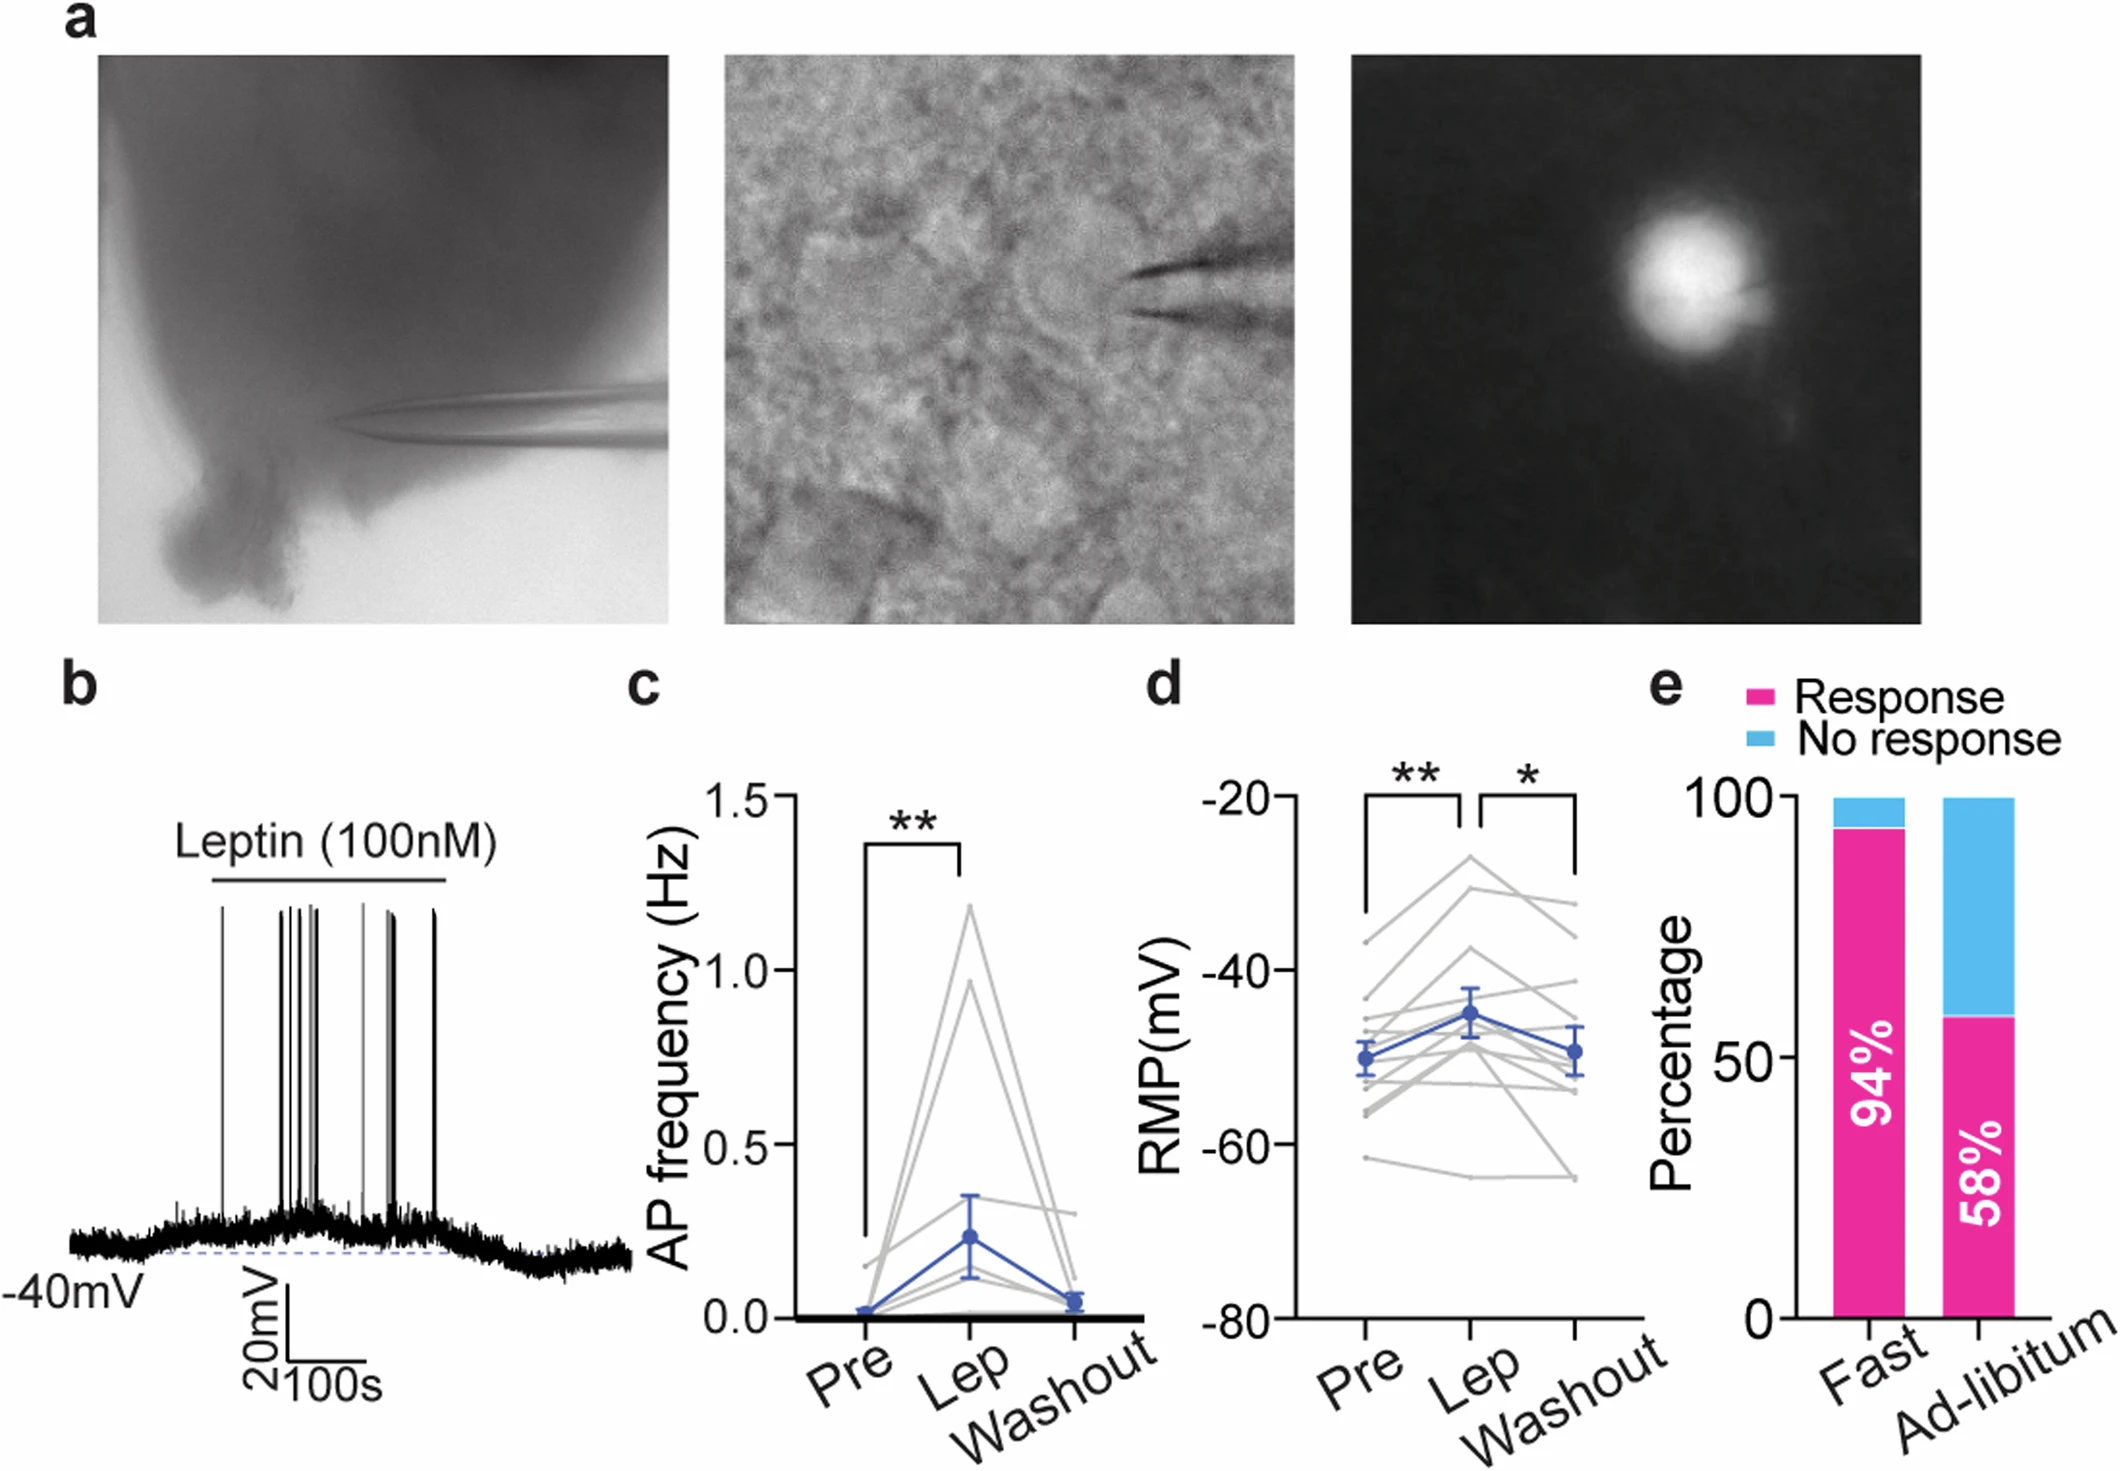 a
b
c
d
e
Response
No response
Leptin (100nM)
-40mV
20mV
100s
AP frequency (Hz)
1.5
1.0
0.5
0.0
**
Pre
Lep
Washout
RMP(mV)
-20
-40
-60
-80
**
*
Pre
Lep
Washout
Percentage
100
50
0
94%
58%
Fast
Ad-libitum